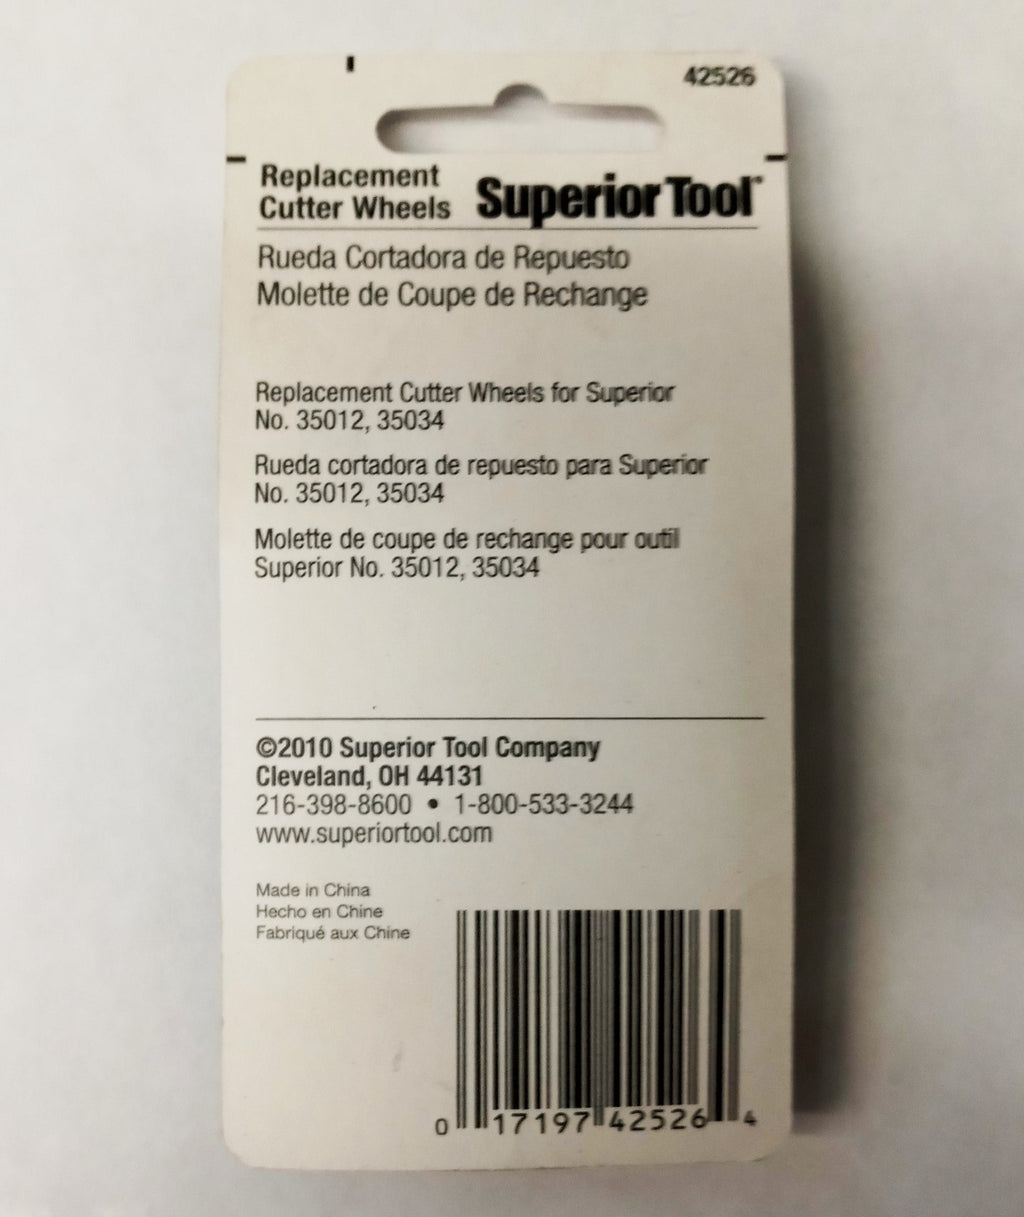 42526
Replacement
Cutter Wheels
Superior Tool®
Rueda Cortadora de Repuesto
Molette de Coupe de Rechange
Replacement Cutter Wheels for Superior
No. 35012, 35034
Rueda cortadora de repuesto para Superior
No. 35012, 35034
Molette de coupe de rechange pour outil
Superior No. 35012, 35034
©2010 Superior Tool Company
Cleveland, OH 44131
216-398-8600 • 1-800-533-3244
www.superiortool.com
Made in China
Hecho en Chine
Fabriqué aux Chine
0 17197 42526 4